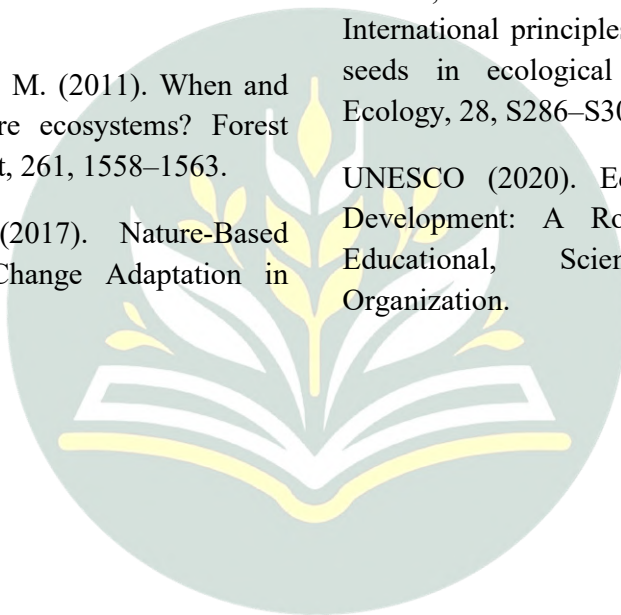 M. (2011). When and
re ecosystems? Forest
t, 261, 1558–1563.
(2017). Nature-Based
Change Adaptation in
International principles
seeds in ecological
Ecology, 28, S286–S30
UNESCO (2020). Ed
Development: A Ro
Educational, Scien
Organization.